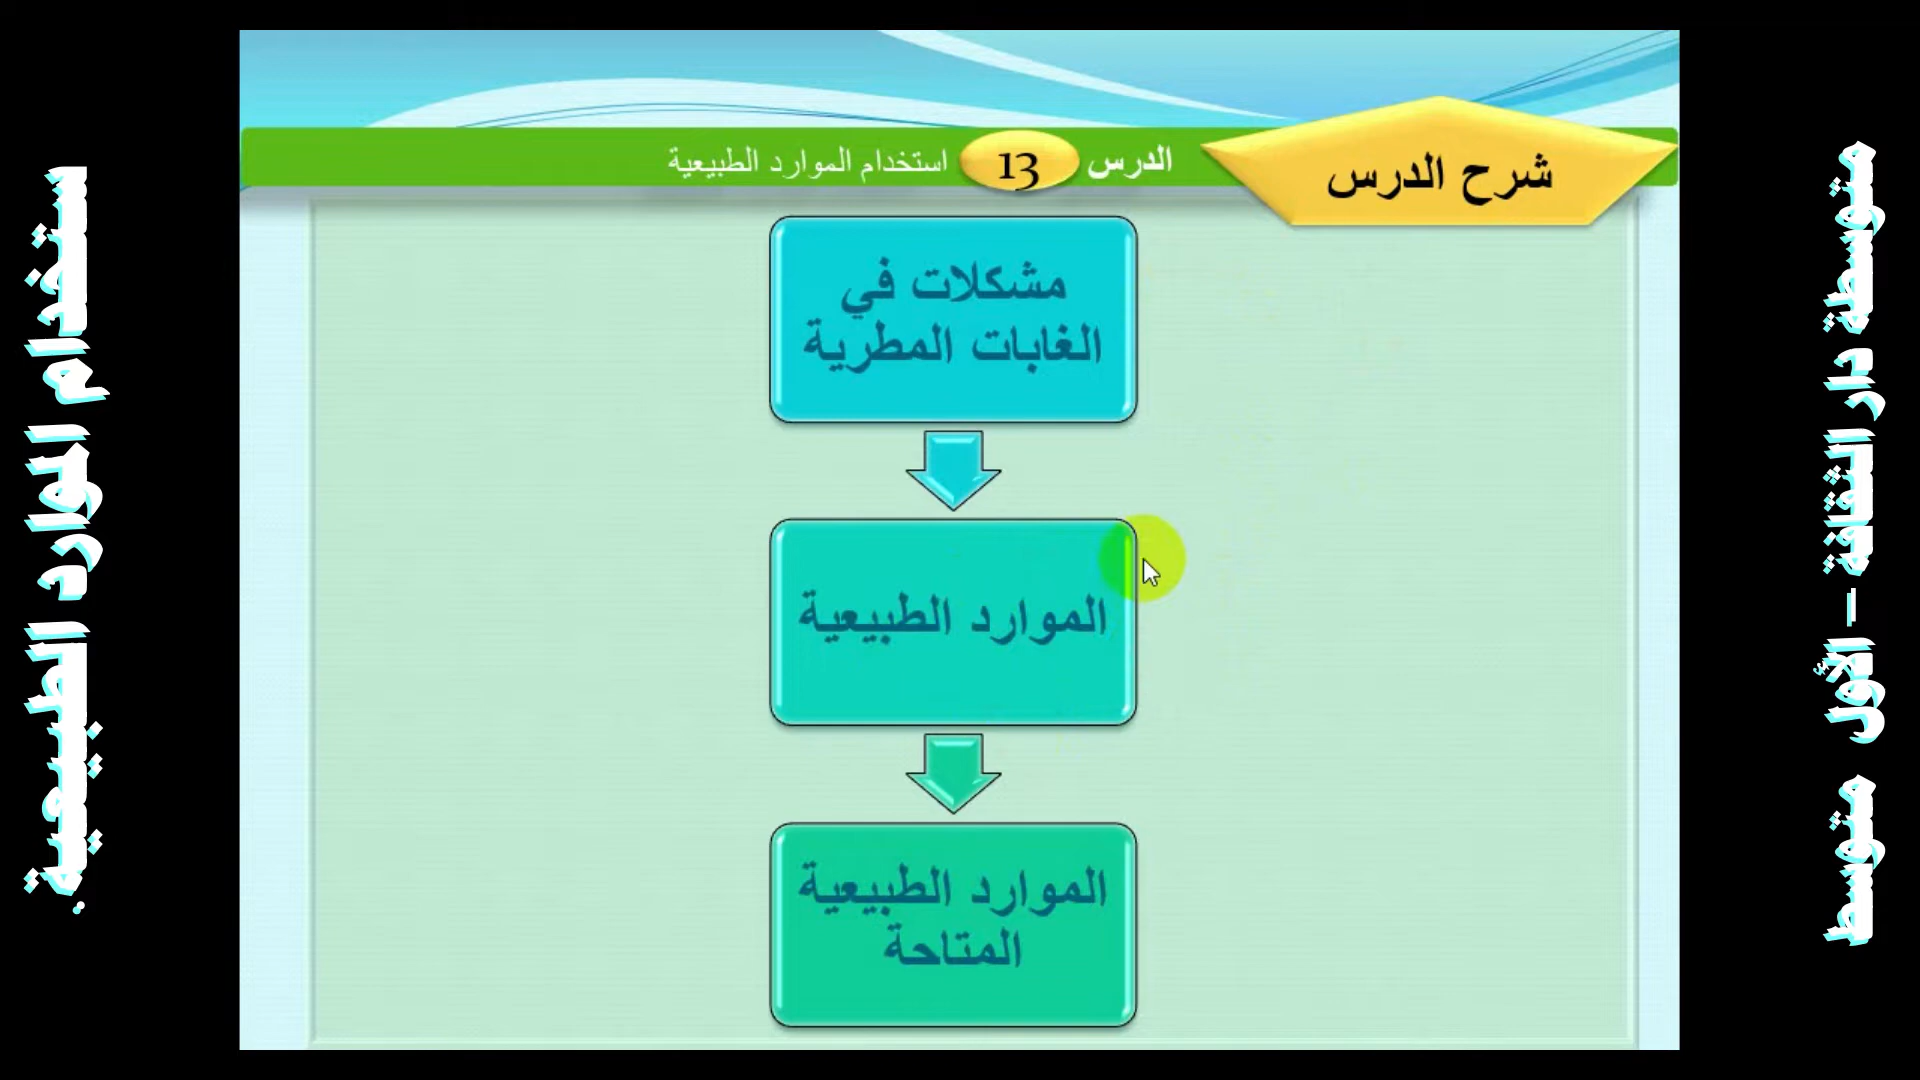 شرح الدرس
الدرس 13 استخدام الموارد الطبيعية
مشكلات في
الغابات المطرية
الموارد الطبيعية
الموارد الطبيعية
المتاحة
متوسطة دار الثقافة – الأول متوسط
ستخدام الموارد الطبيعية.